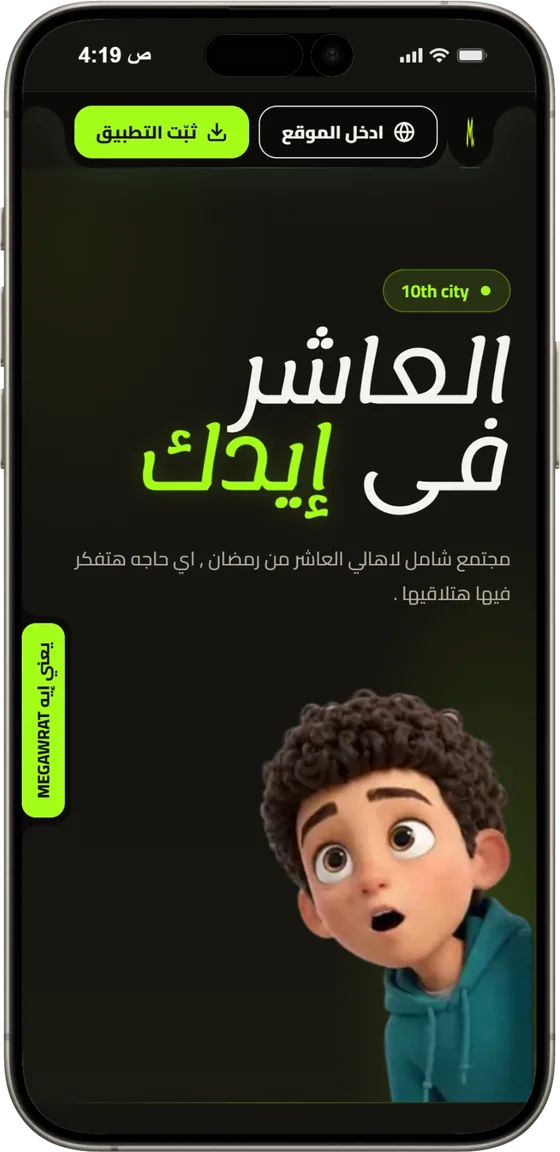 4:19 ص
ادخل الموقع
ثبّت التطبيق
10th city
العاشر
فى إيدك
مجتمع شامل لاهالي العاشر من رمضان , اي حاجه هتفكر
فيها هتلاقيها .
يعني إيه MEGAWRAT